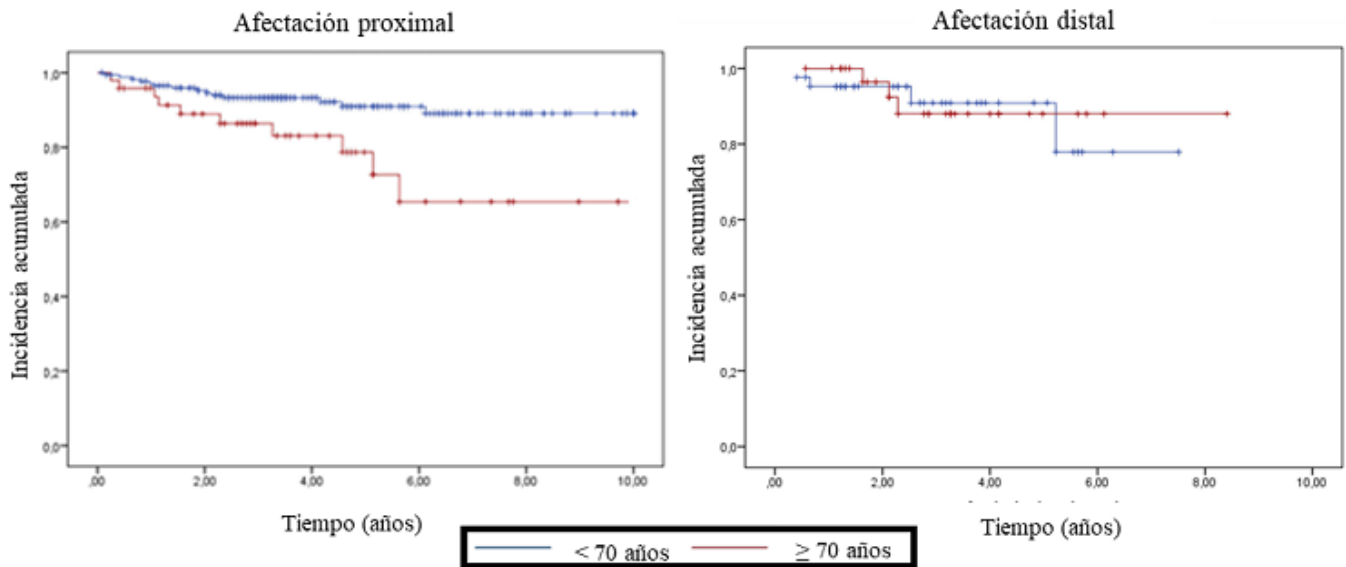 Afectación proximal
Incidencia acumulada
1,0
0,8
0,6
0,4
0,2
0,0
,00 2,00 4,00 6,00 8,00 10,00
Tiempo (años)
Afectación distal
Incidencia acumulada
1,0
0,8
0,6
0,4
0,2
0,0
,00 2,00 4,00 6,00 8,00 10,00
Tiempo (años)
< 70 años ≥ 70 años